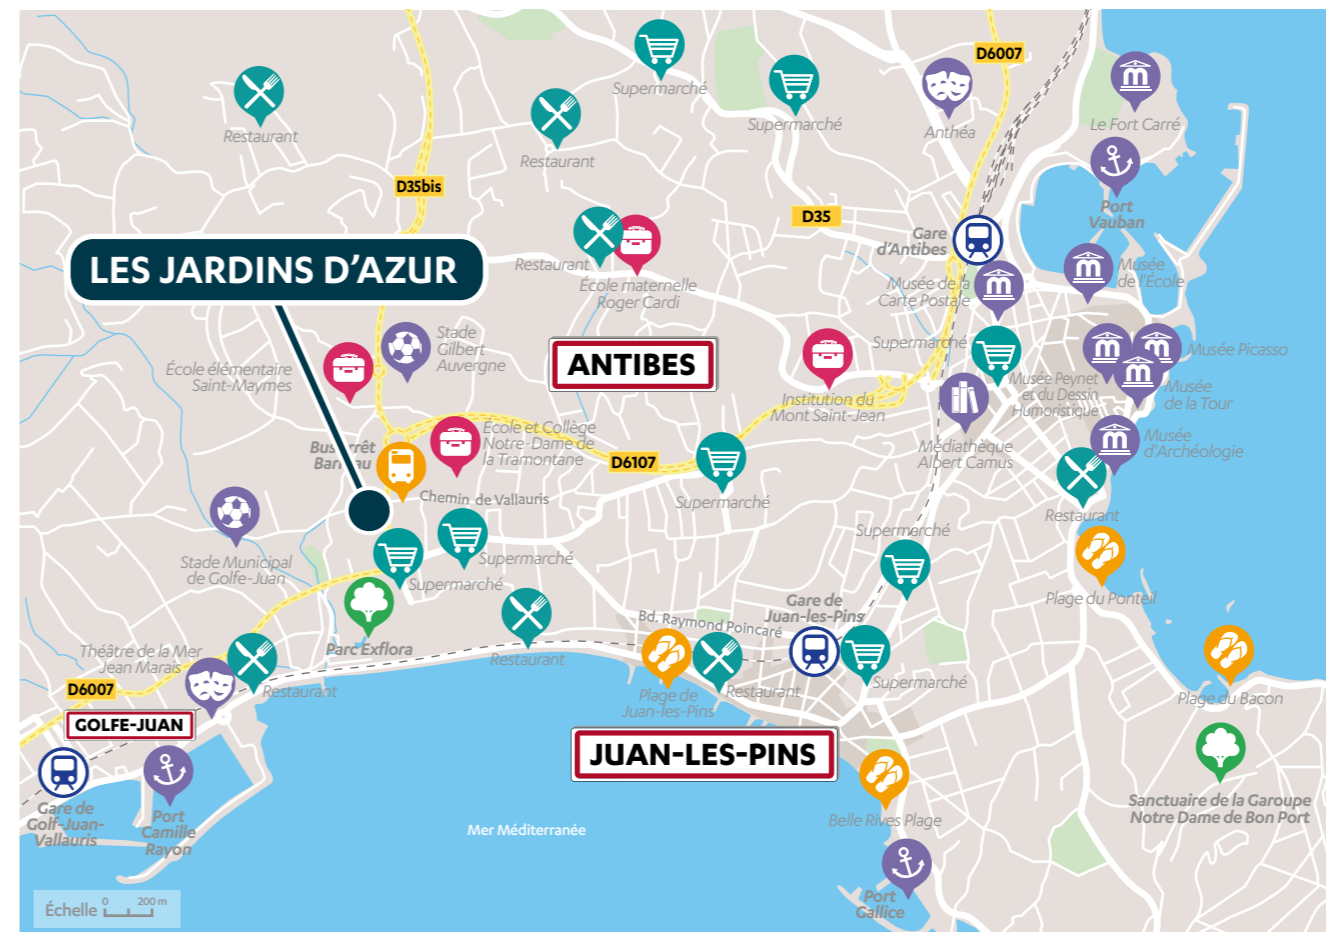 Supermarché
D6007
Supermarché
Anthéa
Le Fort Carré
Restaurant
Restaurant
D35bis
D35
Port
Vauban
Gare
d'Antibes
LES JARDINS D'AZUR
Restaurant
École maternelle
Roger Cardi
Musée de la
Carte Postale
Musée
de l'École
Stade
Gilbert
Auvergne
École élémentaire
Saint-Maymes
ANTIBES
Supermarché
Musée Picasso
Institution du
Mont Saint-Jean
Musée Peynet
et du Dessin
Humoristique
Musée
de la Tour
École et Collège
Notre-Dame de
la Tramontane
Bus arrêt
D6107
Médiathèque
Albert Camus
Musée
d'Archéologie
Chemin de Vallauris
Supermarché
Restaurant
Supermarché
Stade Municipal
de Golfe-Juan
Supermarché
Supermarché
Plage du Ponteil
Gare de
Juan-les-Pins
Bd. Raymond Poincaré
Parc Exflora
Restaurant
Théâtre de la Mer
Jean Marais
Restaurant
D6007
Plage de
Juan-les-Pins
Restaurant
Supermarché
Plage du Bacon
GOLFE-JUAN
JUAN-LES-PINS
Gare de
Golf-Juan-
Vallauris
Port
Camille
Rayon
Mer Méditerranée
Belle Rives Plage
Sanctuaire de la Garoupe
Notre Dame de Bon Port
Port
Gallice
Échelle 0 200 m